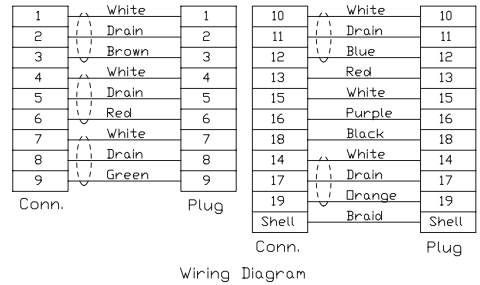 1 White 1
2 Drain 2
3 Brown 3
4 White 4
5 Drain 5
6 Red 6
7 White 7
8 Drain 8
9 Green 9
Conn. Plug
10 White 10
11 Drain 11
12 Blue 12
13 Red 13
15 White 15
16 Purple 16
18 Black 18
14 White 14
17 Drain 17
19 Orange 19
Shell Braid Shell
Conn. Plug
Wiring Diagram